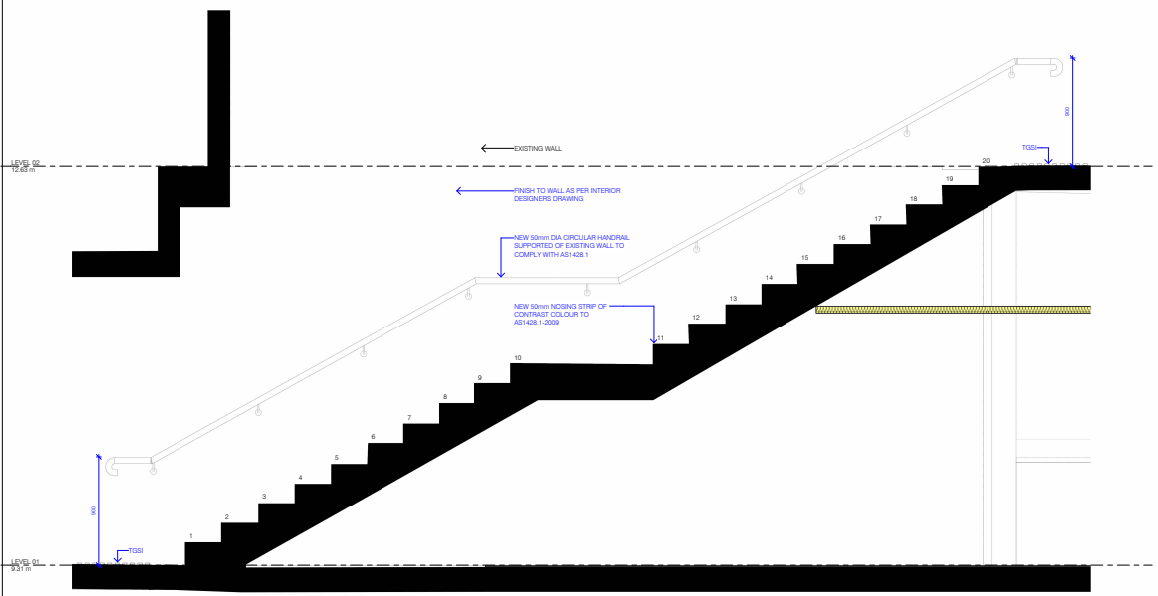 LEVEL 02
12.63 m
EXISTING WALL
FINISH TO WALL AS PER INTERIOR
DESIGNERS DRAWING
NEW 50mm DIA CIRCULAR HANDRAIL
SUPPORTED OF EXISTING WALL TO
COMPLY WITH AS1428.1
NEW 50mm NOSING STRIP OF
CONTRAST COLOUR TO
AS1428.1-2009
900
TGSI
20
19
18
17
16
15
14
13
12
11
10
9
8
7
6
5
4
3
2
1
900
TGSI
LEVEL 01
9.31 m